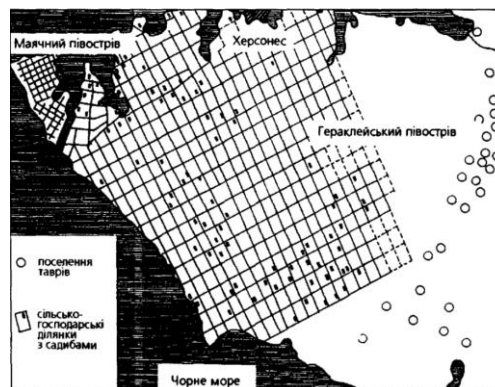 Маячний півострів
Херсонес
Гераклейський півострів
поселення
таврів
сільсько-
господарські
ділянки
з садибами
Чорне море